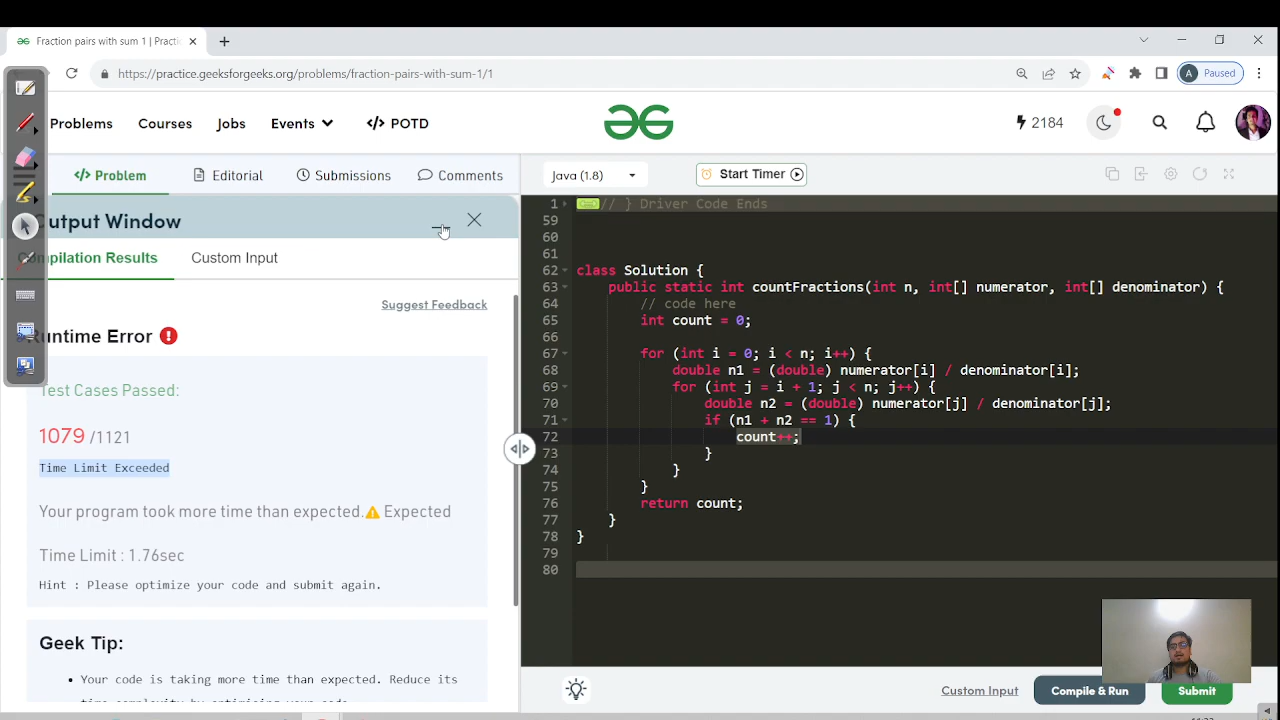 Fraction pairs with sum 1 | Practi
https://practice.geeksforgeeks.org/problems/fraction-pairs-with-sum-1/1
A Paused
Problems
Courses
Jobs
Events
</> POTD
2184
</> Problem
Editorial
Submissions
Comments
Java (1.8)
Start Timer
Output Window
Compilation Results
Custom Input
Suggest Feedback
Runtime Error
Test Cases Passed:
1079 /1121
Time Limit Exceeded
Your program took more time than expected. Expected
Time Limit : 1.76sec
Hint : Please optimize your code and submit again.
Geek Tip:
Your code is taking more time than expected. Reduce its
1 // } Driver Code Ends
59
60
61
62 class Solution {
63 public static int countFractions(int n, int[] numerator, int[] denominator) {
64 // code here
65 int count = 0;
66
67 for (int i = 0; i < n; i++) {
68 double n1 = (double) numerator[i] / denominator[i];
69 for (int j = i + 1; j < n; j++) {
70 double n2 = (double) numerator[j] / denominator[j];
71 if (n1 + n2 == 1) {
72 count++;
73 }
74 }
75 }
76 return count;
77 }
78 }
79
80
Custom Input
Compile & Run
Submit